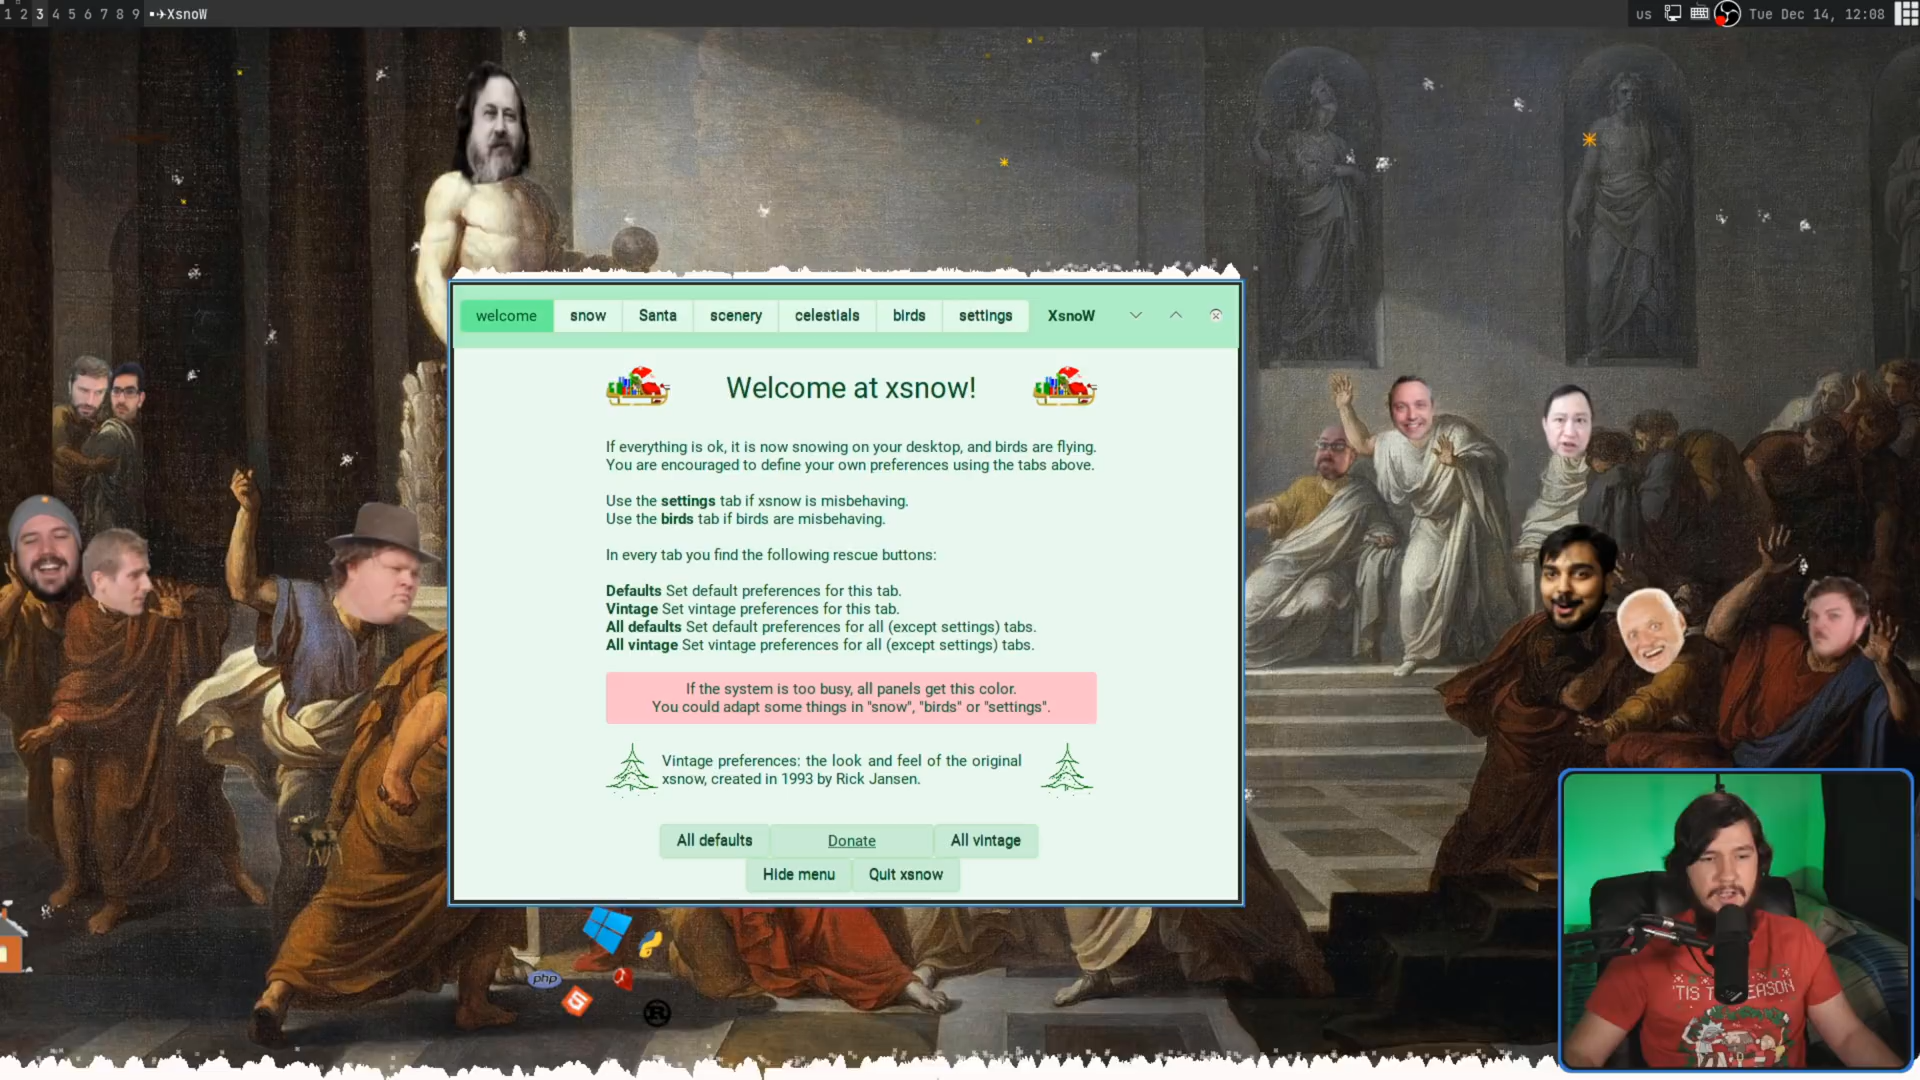 1 2 3 4 5 6 7 8 9 XsnoW
us Tue Dec 14, 12:08
welcome snow Santa scenery celestials birds settings XsnoW
Welcome at xsnow!
If everything is ok, it is now snowing on your desktop, and birds are flying.
You are encouraged to define your own preferences using the tabs above.
Use the settings tab if xsnow is misbehaving.
Use the birds tab if birds are misbehaving.
In every tab you find the following rescue buttons:
Defaults Set default preferences for this tab.
Vintage Set vintage preferences for this tab.
All defaults Set default preferences for all (except settings) tabs.
All vintage Set vintage preferences for all (except settings) tabs.
If the system is too busy, all panels get this color.
You could adapt some things in "snow", "birds" or "settings".
Vintage preferences: the look and feel of the original
xsnow, created in 1993 by Rick Jansen.
All defaults Donate All vintage
Hide menu Quit xsnow
php
5
R
'TIS